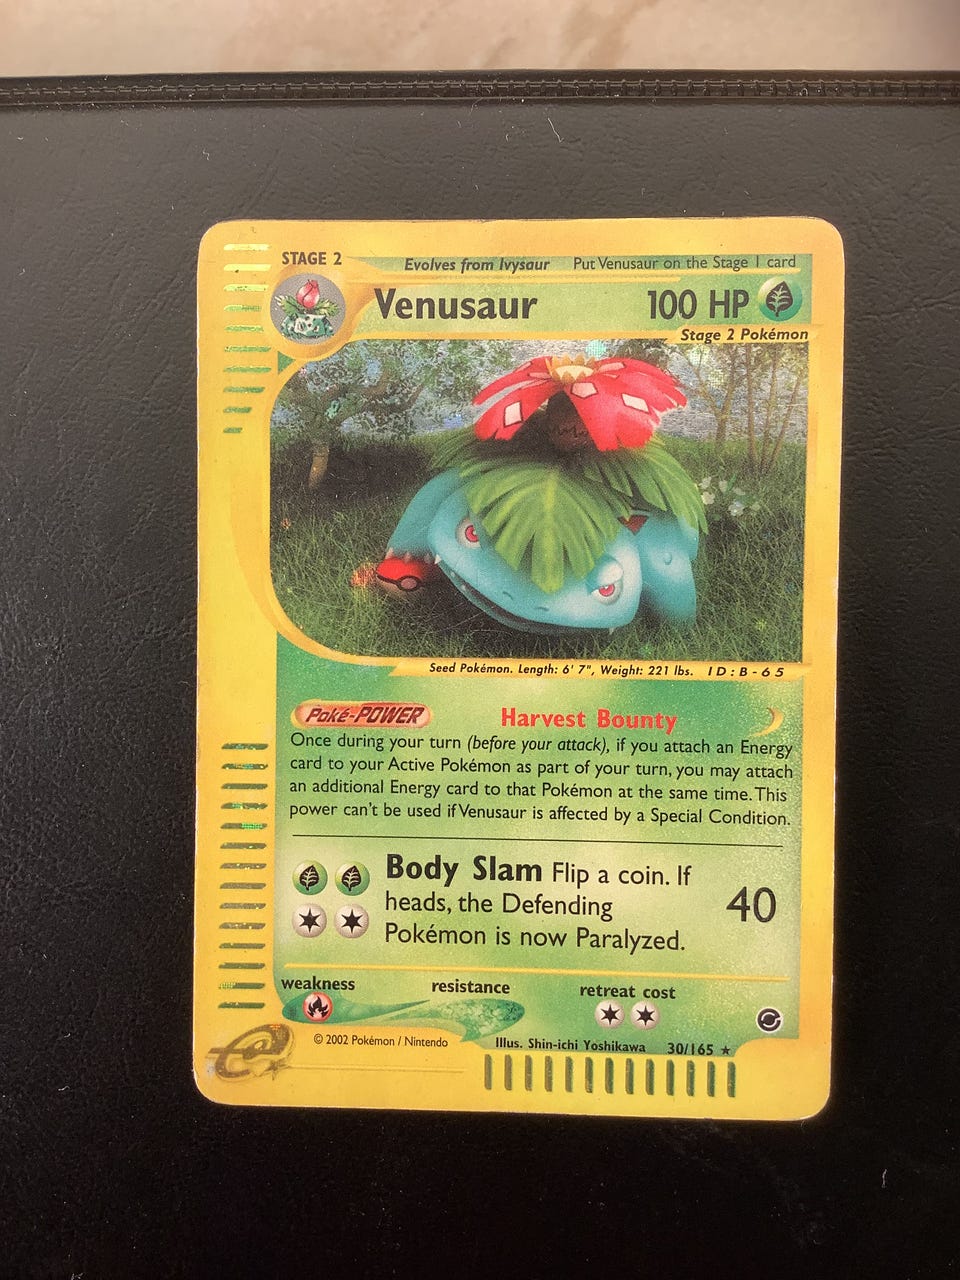 STAGE 2
Evolves from Ivysaur Put Venusaur on the Stage 1 card
Venusaur 100 HP
Stage 2 Pokémon
Seed Pokémon. Length: 6' 7", Weight: 221 lbs. ID:B-65
Poké-POWER Harvest Bounty
Once during your turn (before your attack), if you attach an Energy
card to your Active Pokémon as part of your turn, you may attach
an additional Energy card to that Pokémon at the same time. This
power can't be used if Venusaur is affected by a Special Condition.
Body Slam Flip a coin. If
heads, the Defending 40
Pokémon is now Paralyzed.
weakness resistance retreat cost
e
© 2002 Pokémon / Nintendo Illus. Shin-ichi Yoshikawa 30/165 ★